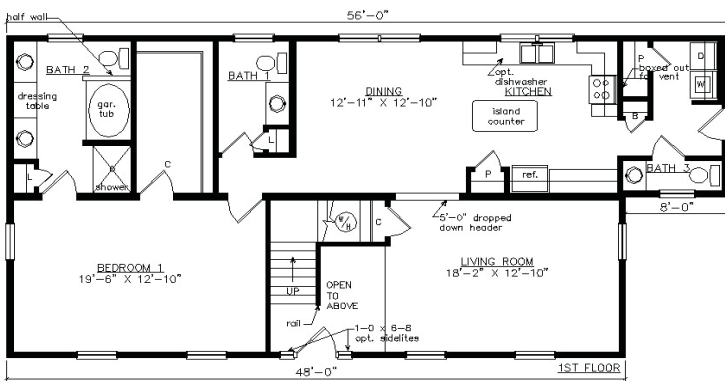 half wall
56'-0"
BATH 2
dressing
table
gar.
tub
shower
L
C
BATH 1
L
DINING
12'-11" X 12'-10"
opt.
dishwasher
KITCHEN
island
counter
P
ref.
P
boxed out
for vent
D
W
B
BATH 3
8'-0"
5'-0" dropped
down header
W/H
C
BEDROOM 1
19'-6" X 12'-10"
UP
OPEN
TO
ABOVE
rail
LIVING ROOM
18'-2" X 12'-10"
1-0 x 6-8
opt. sidelites
48'-0"
1ST FLOOR